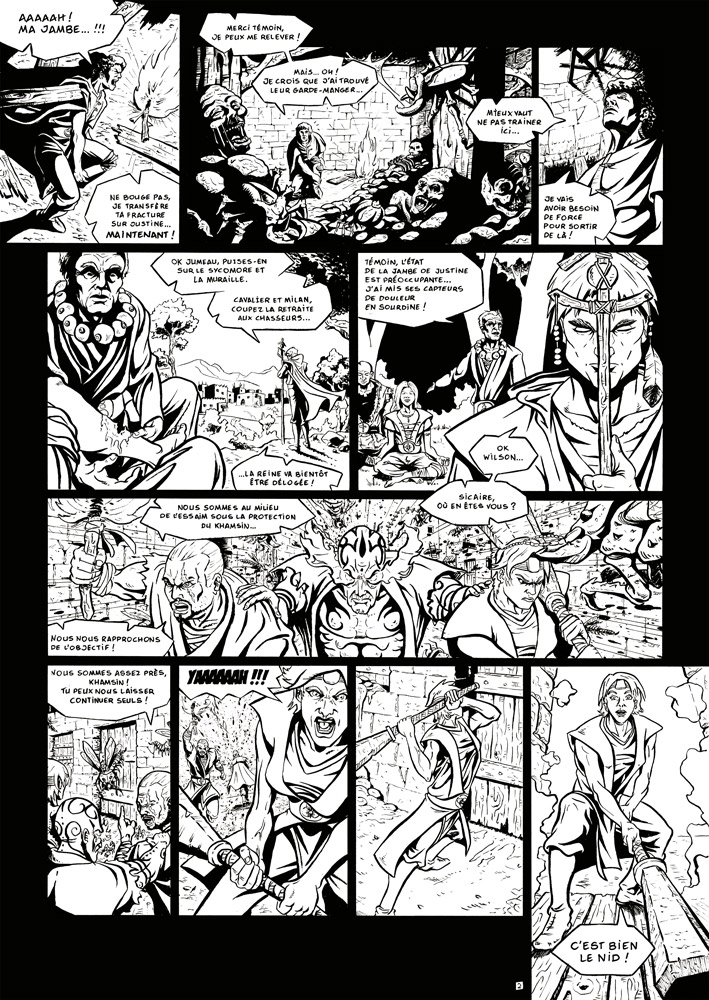 AAAAAH !
MA JAMBE... !!!
NE BOUGE PAS,
JE TRANSFÈRE
TA FRACTURE
SUR JUSTINE...
MAINTENANT !
MERCI TÉMOIN,
JE PEUX ME RELEVER !
MAIS... OH !
JE CROIS QUE J'AI TROUVÉ
LEUR GARDE-MANGER...
MIEUX VAUT
NE PAS TRAINER
ICI...
JE VAIS
AVOIR BESOIN
DE FORCE
POUR SORTIR
DE LÀ !
OK JUMEAU, PUISES-EN
SUR LE SYCOMORE ET
LA MURAILLE.
CAVALIER ET MILAN,
COUPEZ LA RETRAITE
AUX CHASSEURS...
...LA REINE VA BIENTÔT
ÊTRE DÉLOGÉE !
TÉMOIN, L'ÉTAT
DE LA JAMBE DE JUSTINE
EST PRÉOCCUPANTE...
J'AI MIS SES CAPTEURS
DE DOULEUR
EN SOURDINE !
OK
WILSON...
SICAIRE,
OÙ EN ÊTES VOUS ?
NOUS SOMMES AU MILIEU
DE L'ESSAIM SOUS LA PROTECTION
DU KHAMSIN...
NOUS NOUS RAPPROCHONS
DE L'OBJECTIF !
NOUS SOMMES ASSEZ PRÈS,
KHAMSIN !
TU PEUX NOUS LAISSER
CONTINUER SEULS !
YAAAAAAH !!!
C'EST BIEN
LE NID !